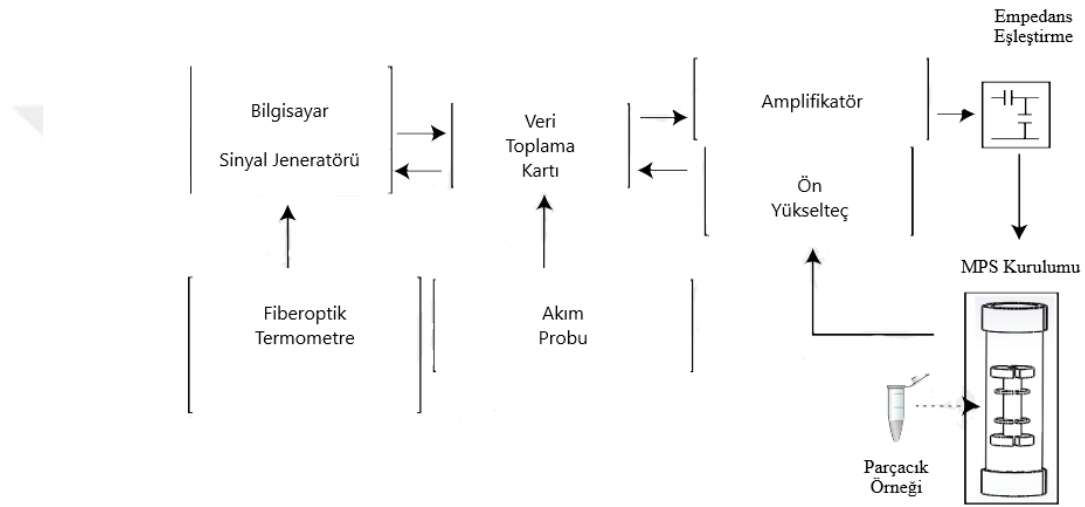 Empedans
Eşleştirme
Bilgisayar
Sinyal Jeneratörü
Veri
Toplama
Kartı
Amplifikatör
Ön
Yükselteç
MPS Kurulumu
Fiberoptik
Termometre
Akım
Probu
Parçacık
Örneği